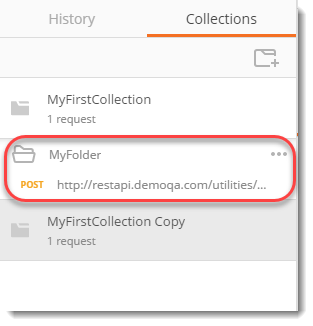 History Collections
MyFirstCollection
1 request
MyFolder
POST http://restapi.demoqa.com/utilities/...
MyFirstCollection Copy
1 request